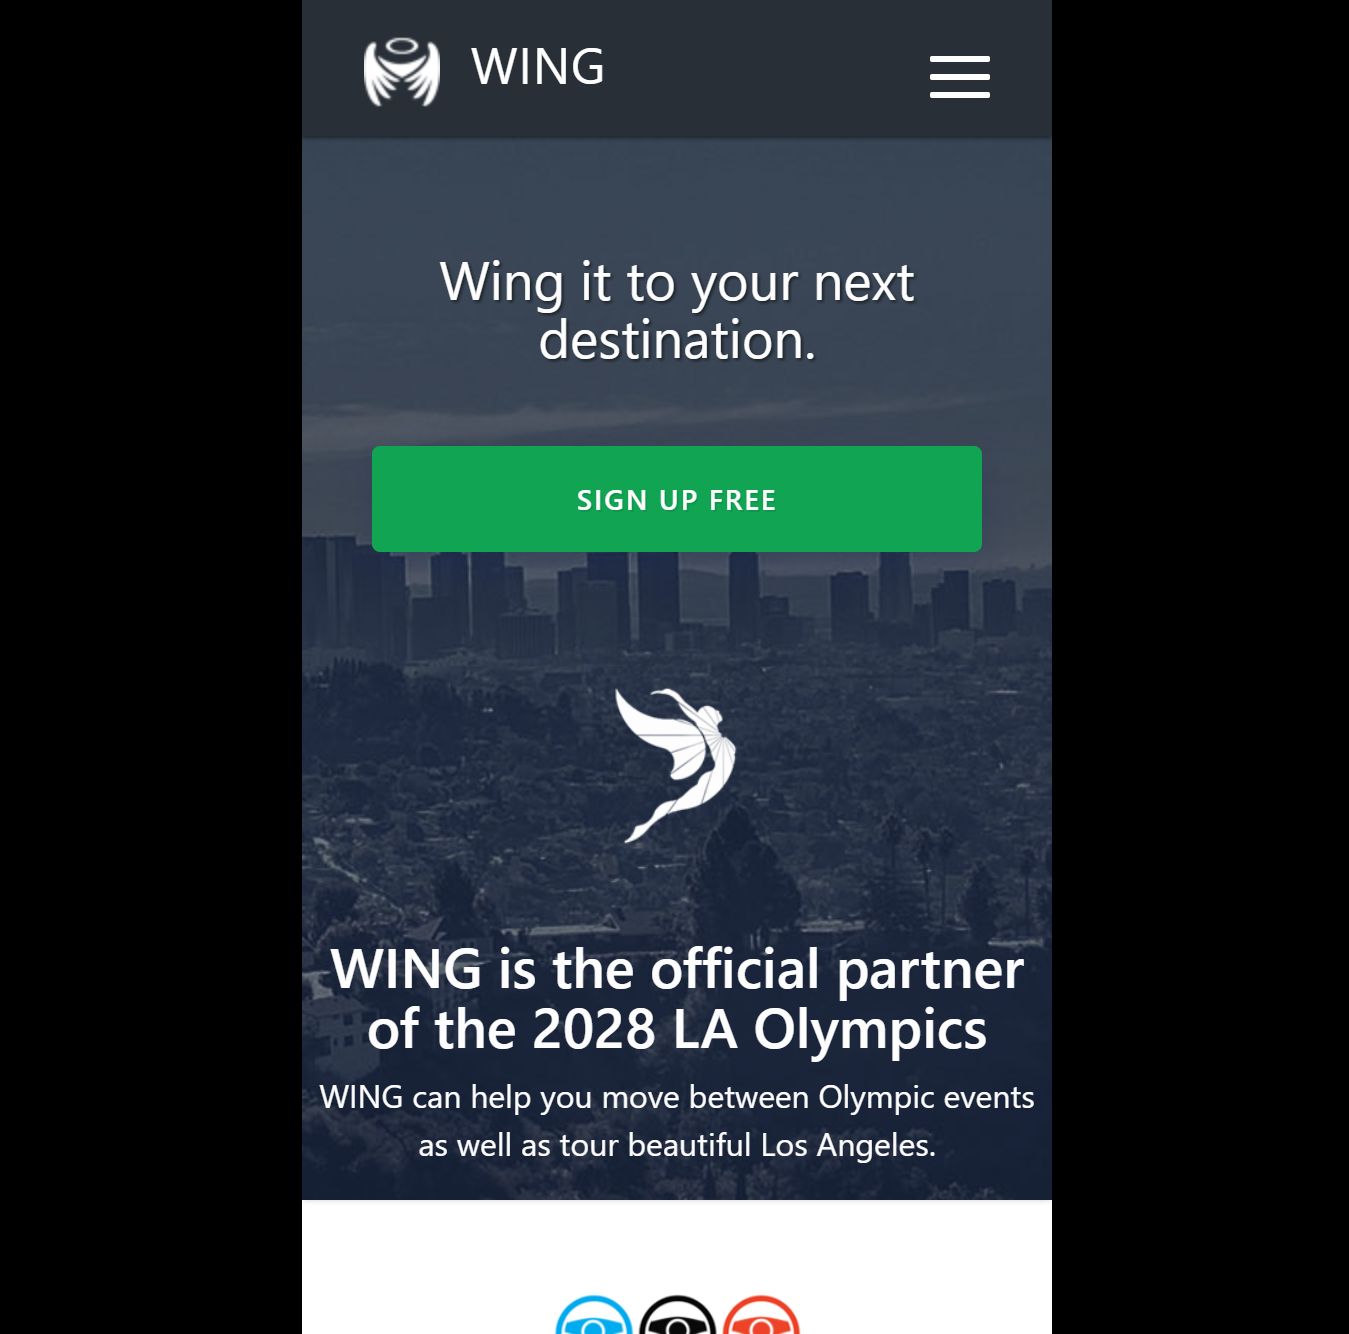 WING
Wing it to your next
destination.
SIGN UP FREE
WING is the official partner
of the 2028 LA Olympics
WING can help you move between Olympic events
as well as tour beautiful Los Angeles.